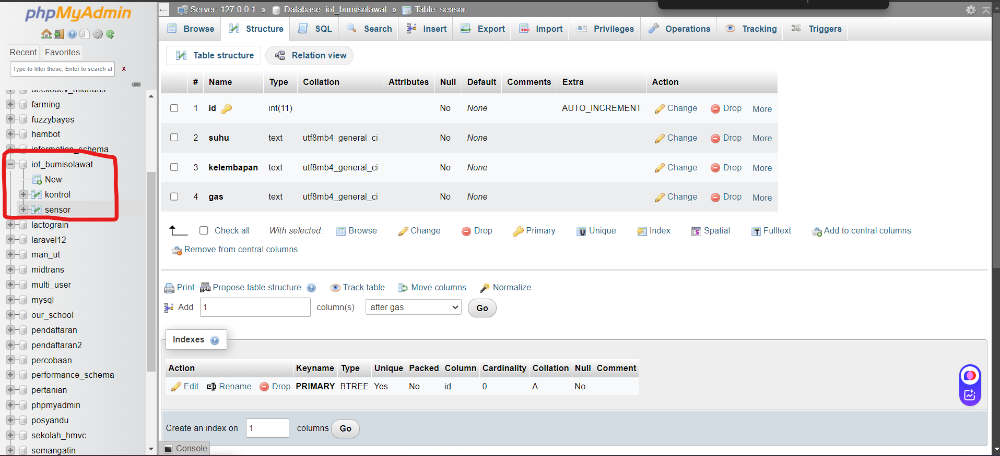 phpMyAdmin
Recent Favorites
Type to filter these, Enter to search al X
farming
fuzzybayes
hambot
information_schema
iot_bumisolawat
New
kontrol
sensor
lactograin
laravel12
man_ut
midtrans
multi_user
mysql
our_school
pendaftaran
pendaftaran2
percobaan
performance_schema
pertanian
phpmyadmin
posyandu
sekolah_hmvc
semangatin
Server: 127.0.0.1 » Database: iot_bumisolawat » Table: sensor
Browse Structure SQL Search Insert Export Import Privileges Operations Tracking Triggers
Table structure Relation view
# Name Type Collation Attributes Null Default Comments Extra Action
1 id int(11) No None AUTO_INCREMENT Change Drop More
2 suhu text utf8mb4_general_ci No None Change Drop More
3 kelembapan text utf8mb4_general_ci No None Change Drop More
4 gas text utf8mb4_general_ci No None Change Drop More
Check all With selected: Browse Change Drop Primary Unique Index Spatial Fulltext Add to central columns
Remove from central columns
Print Propose table structure Track table Move columns Normalize
Add 1 column(s) after gas Go
Indexes
Action Keyname Type Unique Packed Column Cardinality Collation Null Comment
Edit Rename Drop PRIMARY BTREE Yes No id 0 A No
Create an index on 1 columns Go
Console